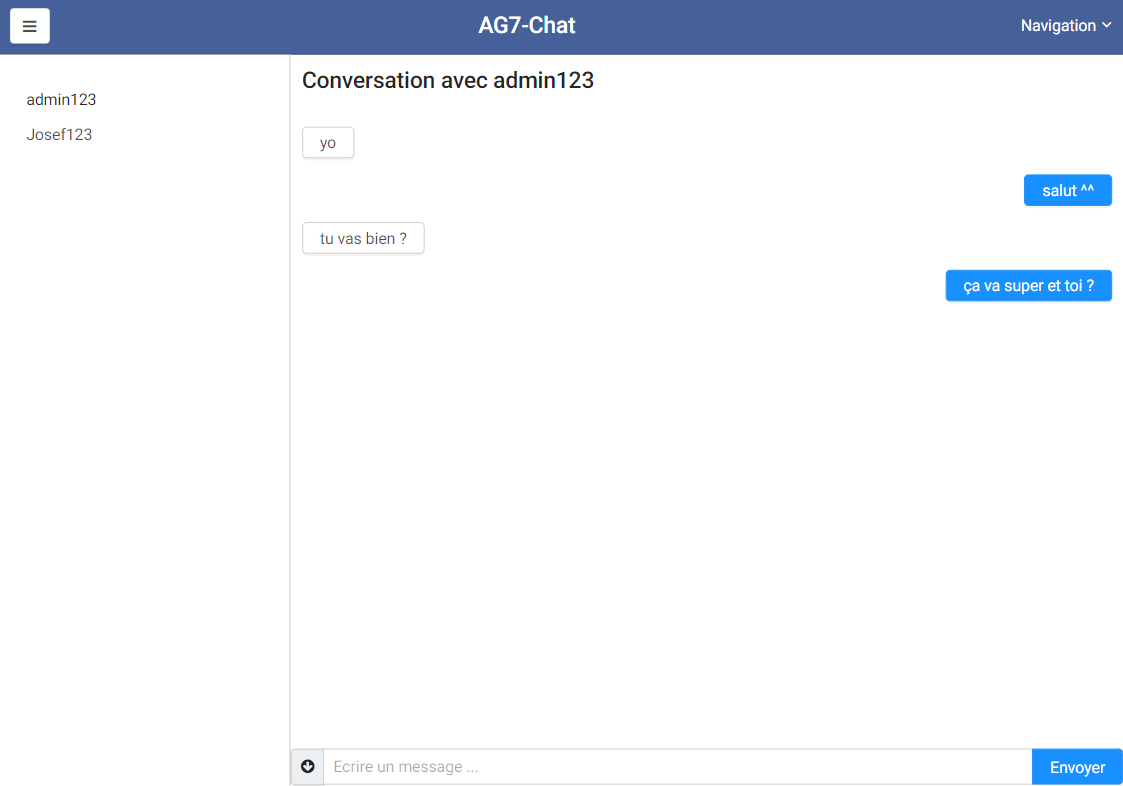 AG7-Chat
Navigation
admin123
Josef123
Conversation avec admin123
yo
salut ^^
tu vas bien ?
ça va super et toi ?
Ecrire un message ...
Envoyer